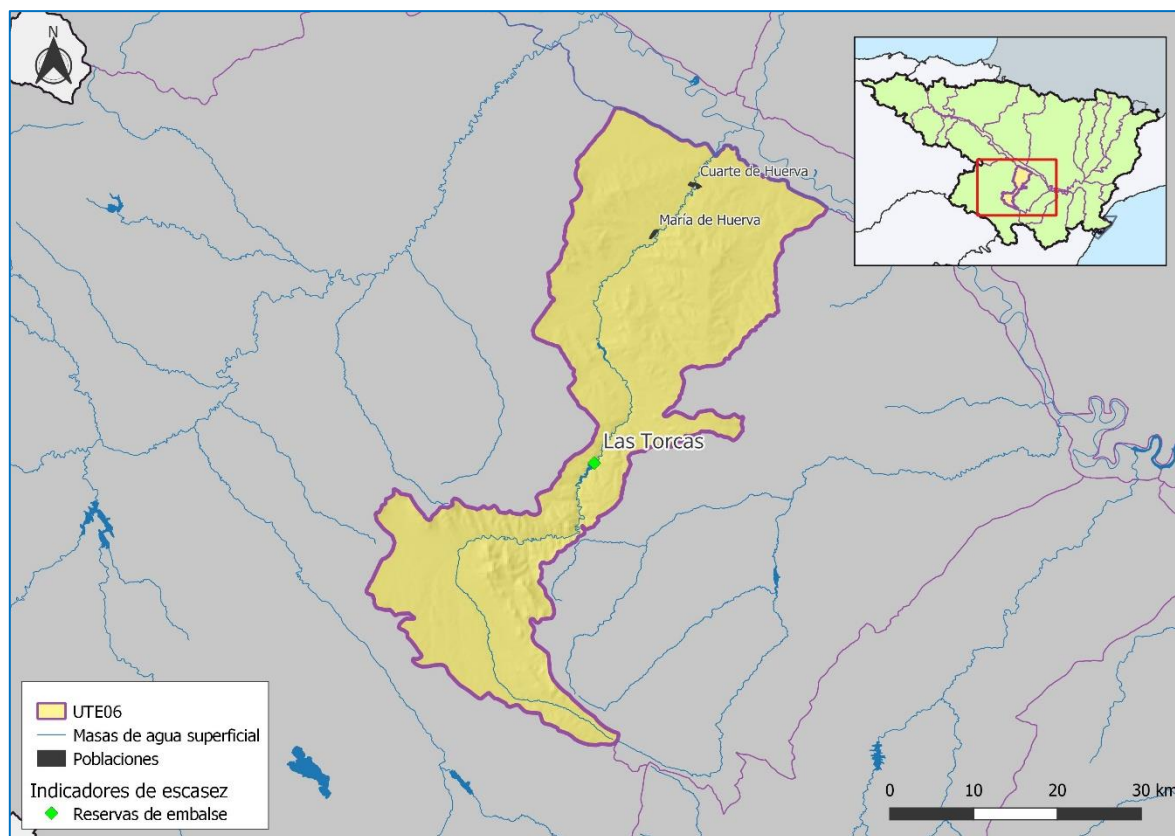 N
Cuarte de Huerva
María de Huerva
Las Torcas
UTE06
Masas de agua superficial
Poblaciones
Indicadores de escasez
Reservas de embalse
0 10 20 30 km